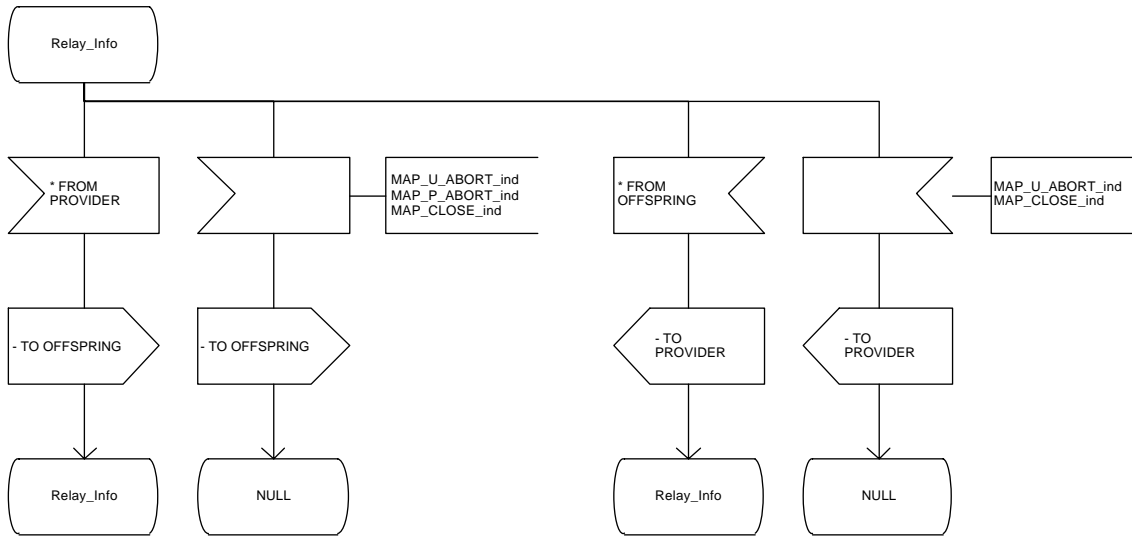 Relay_Info
* FROM
PROVIDER
MAP_U_ABORT_ind
MAP_P_ABORT_ind
MAP_CLOSE_ind
* FROM
OFFSPRING
MAP_U_ABORT_ind
MAP_CLOSE_ind
- TO OFFSPRING
- TO OFFSPRING
- TO
PROVIDER
- TO
PROVIDER
Relay_Info
NULL
Relay_Info
NULL